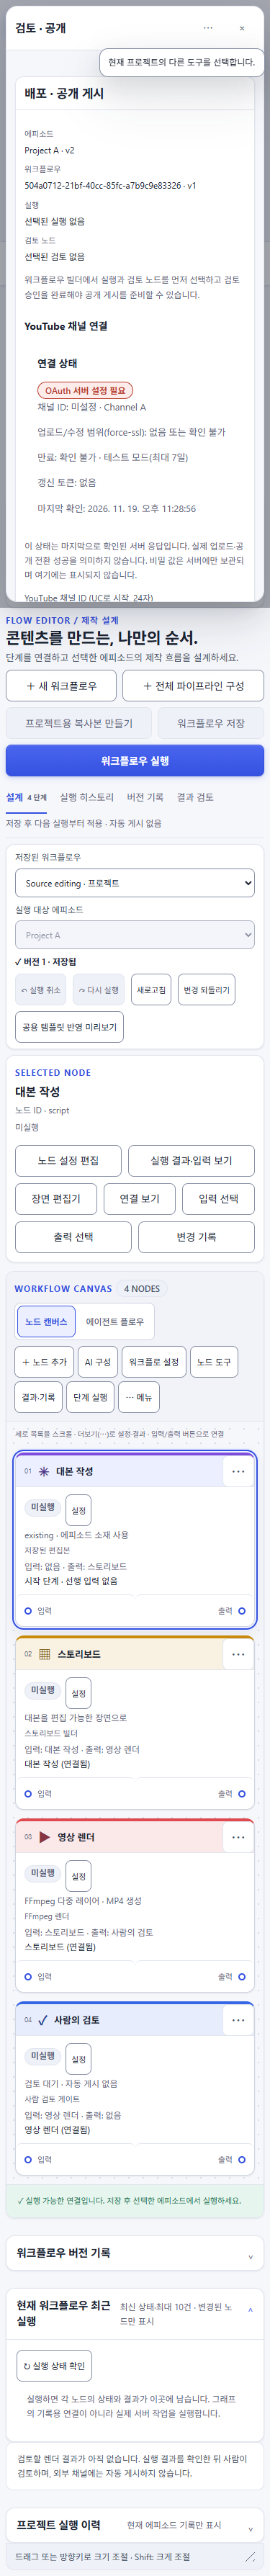 검토 · 공개
⋯
×
현재 프로젝트의 다른 도구를 선택합니다.
배포 · 공개 게시
에피소드
Project A · v2
워크플로우
504a0712-21bf-40cc-85fc-a7b9c9e83326 · v1
실행
선택된 실행 없음
검토 노드
선택된 검토 없음
워크플로우 빌더에서 실행과 검토 노드를 먼저 선택하고 검토
승인을 완료해야 공개 게시를 준비할 수 있습니다.
YouTube 채널 연결
연결 상태
OAuth 서버 설정 필요
채널 ID: 미설정 · Channel A
업로드/수정 범위(force-ssl): 없음 또는 확인 불가
만료: 확인 불가 · 테스트 모드(최대 7일)
갱신 토큰: 없음
마지막 확인: 2026. 11. 19. 오후 11:28:56
이 상태는 마지막으로 확인된 서버 응답입니다. 실제 업로드·공
개 전환 성공을 의미하지 않습니다. 비밀 값은 서버에만 보관되
며 여기에는 표시되지 않습니다.
YouTube 채널 ID (UC로 시작, 24자)
FLOW EDITOR / 제작 설계
콘텐츠를 만드는, 나만의 순서.
단계를 연결하고 선택한 에피소드의 제작 흐름을 설계하세요.
＋ 새 워크플로우
＋ 전체 파이프라인 구성
프로젝트용 복사본 만들기
워크플로우 저장
워크플로우 실행
설계 4 단계
실행 히스토리
버전 기록
결과 검토
저장 후 다음 실행부터 적용 · 자동 게시 없음
저장된 워크플로우
Source editing · 프로젝트
실행 대상 에피소드
Project A
✓ 버전 1 · 저장됨
↶ 실행 취소
↷ 다시 실행
새로고침
변경 되돌리기
공용 템플릿 반영 미리보기
SELECTED NODE
대본 작성
노드 ID · script
미실행
노드 설정 편집
실행 결과·입력 보기
장면 편집기
연결 보기
입력 선택
출력 선택
변경 기록
WORKFLOW CANVAS
4 NODES
노드 캔버스
에이전트 플로우
＋ 노드 추가
AI 구성
워크플로 설정
노드 도구
결과·기록
단계 실행
⋯ 메뉴
세로 목록을 스크롤 · 더보기(⋯)로 설정·결과 · 입력/출력 버튼으로 연결
01
대본 작성
⋯
미실행
설정
existing · 에피소드 소재 사용
저장된 편집본
입력: 없음 · 출력: 스토리보드
시작 단계 · 선행 입력 없음
입력
출력
02
스토리보드
⋯
미실행
설정
대본을 편집 가능한 장면으로
스토리보드 빌더
입력: 대본 작성 · 출력: 영상 렌더
대본 작성 (연결됨)
입력
출력
03
영상 렌더
⋯
미실행
설정
FFmpeg 다중 레이어 · MP4 생성
FFmpeg 렌더
입력: 스토리보드 · 출력: 사람의 검토
스토리보드 (연결됨)
입력
출력
04
사람의 검토
⋯
미실행
설정
검토 대기 · 자동 게시 없음
사람 검토 게이트
입력: 영상 렌더 · 출력: 없음
영상 렌더 (연결됨)
입력
출력
✓ 실행 가능한 연결입니다. 저장 후 선택한 에피소드에서 실행하세요.
워크플로우 버전 기록
현재 워크플로우 최근
실행
최신 상태·최대 10건 · 변경된 노
드만 표시
↻ 실행 상태 확인
실행하면 각 노드의 상태와 결과가 이곳에 남습니다. 그래프
의 기록용 연결이 아니라 실제 서버 작업을 실행합니다.
검토할 렌더 결과가 아직 없습니다. 실행 결과를 확인한 뒤 사람이
검토하며, 외부 채널에는 자동 게시하지 않습니다.
프로젝트 실행 이력
현재 에피소드 기록만 표시
드래그 또는 방향키로 크기 조절 · Shift: 크게 조절